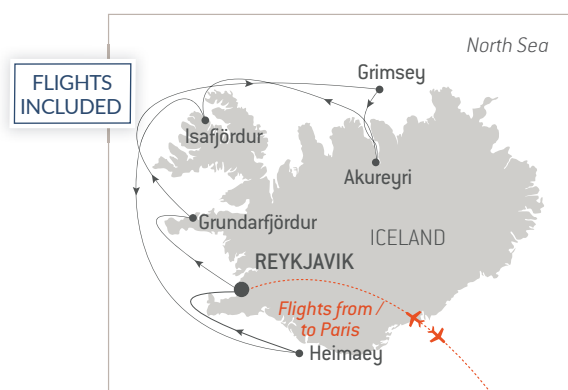 North Sea
FLIGHTS
INCLUDED
Grimsey
Isafjördur
Akureyri
Grundarfjördur
ICELAND
REYKJAVIK
Flights from /
to Paris
Heimaey